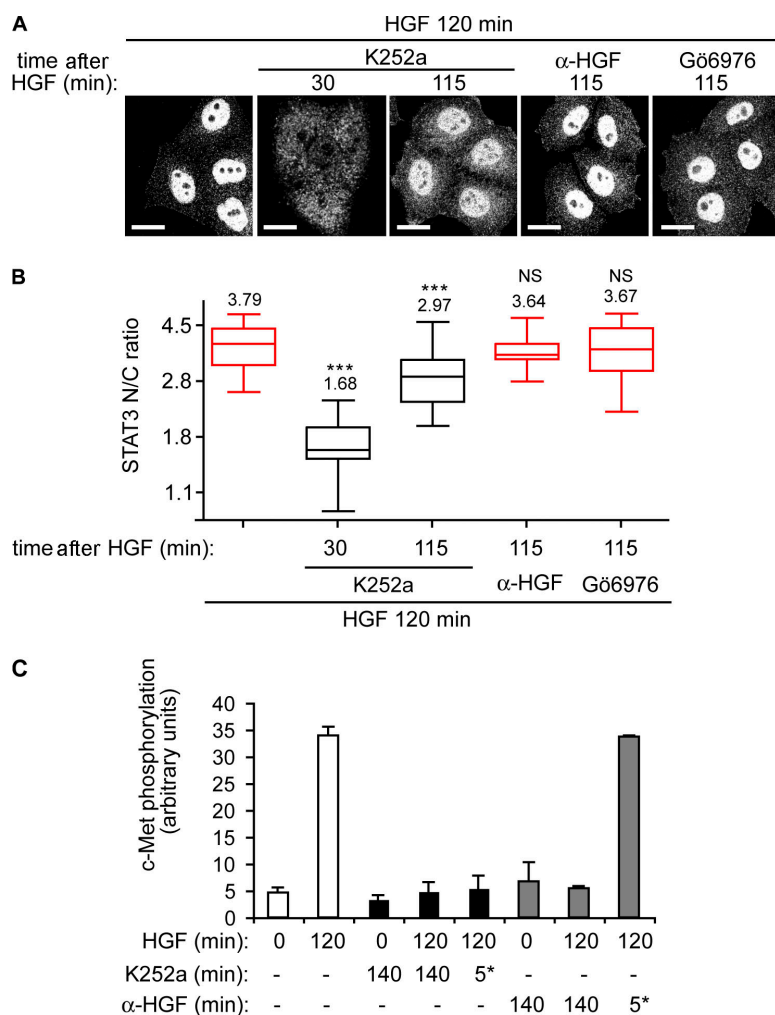 A
HGF 120 min
time after HGF (min):
K252a
α-HGF
Gö6976
30 115 115 115
B
STAT3 N/C ratio
4.5
2.8
1.8
1.1
3.79
***
1.68
***
2.97
NS
3.64
NS
3.67
time after HGF (min): 30 115 115 115
K252a α-HGF Gö6976
HGF 120 min
C
c-Met phosphorylation
(arbitrary units)
40
35
30
25
20
15
10
5
0
HGF (min): 0 120 0 120 120 0 120 120
K252a (min): - - 140 140 5* - - -
α-HGF (min): - - - - - 140 140 5*